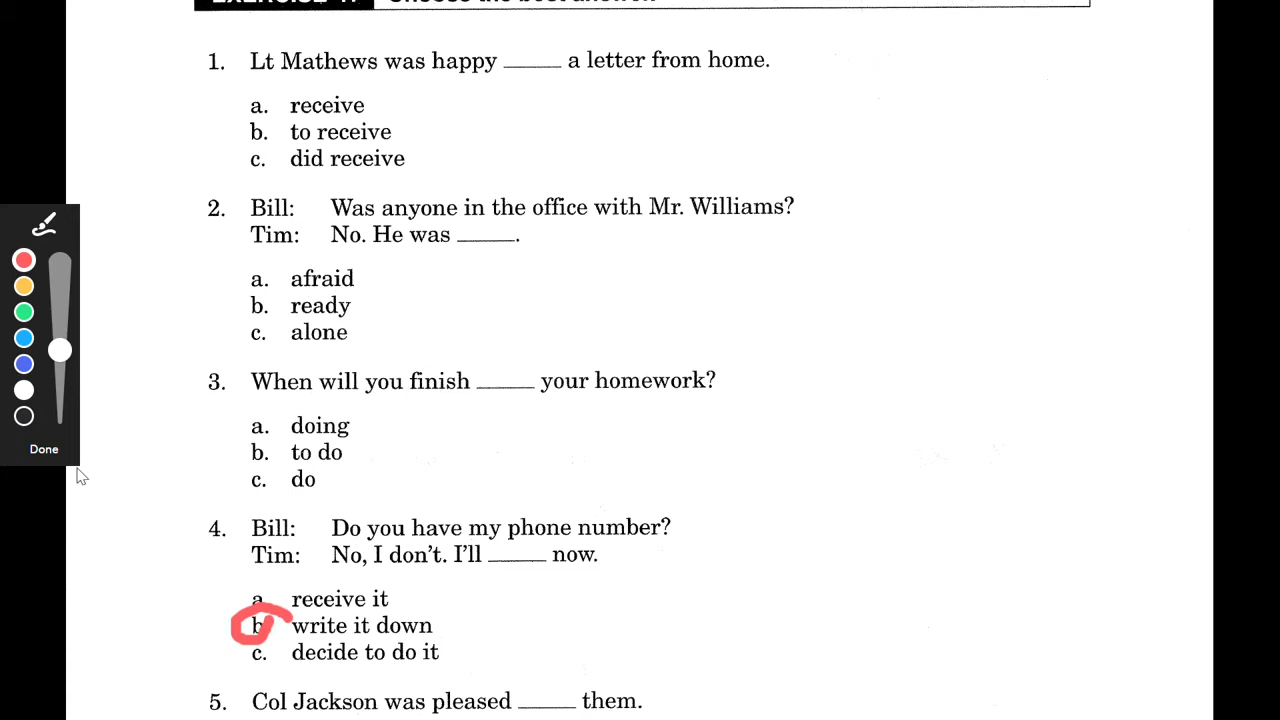 1. Lt Mathews was happy _____ a letter from home.
a. receive
b. to receive
c. did receive
2. Bill: Was anyone in the office with Mr. Williams?
Tim: No. He was _____.
a. afraid
b. ready
c. alone
3. When will you finish _____ your homework?
a. doing
b. to do
c. do
4. Bill: Do you have my phone number?
Tim: No, I don't. I'll _____ now.
a. receive it
b. write it down
c. decide to do it
5. Col Jackson was pleased _____ them.
Done